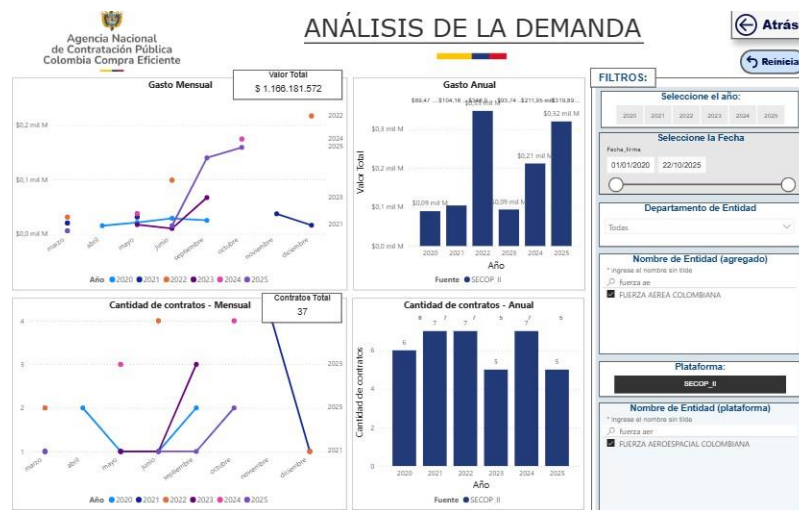 Agencia Nacional
de Contratación Pública
Colombia Compra Eficiente
ANÁLISIS DE LA DEMANDA
Atrás
Reinicia
Gasto Mensual
Valor Total
$ 1.166.181.572
$0,2 mil M
$0,1 mil M
$0,0 mil M
2022
2024
2025
2023
2021
marzo
abril
mayo
junio
septiembre
octubre
noviembre
diciembre
Año 2020 2021 2022 2023 2024 2025
Gasto Anual
Valor Total
$0,3 mil M
$0,2 mil M
$0,1 mil M
$0,0 mil M
$0,09 mil M
$0,09 mil M
$0,21 mil M
$0,32 mil M
2020 2021 2022 2023 2024 2025
Año
Fuente SECOP_II
Cantidad de contratos - Mensual
Contratos Total
37
4
3
2
1
2023
2025
2021
marzo
abril
mayo
junio
septiembre
octubre
noviembre
diciembre
Año 2020 2021 2022 2023 2024 2025
Cantidad de contratos - Anual
6 7 7 5 7 5
Cantidad de contratos
6
4
2
0
6
7
7
5
7
5
2020 2021 2022 2023 2024 2025
Año
Fuente SECOP_II
FILTROS:
Seleccione el año:
2020 2021 2022 2023 2024 2025
Seleccione la Fecha
Fecha_firma
01/01/2020 22/10/2025
Departamento de Entidad
Todas
Nombre de Entidad (agregado)
* Ingrese el nombre sin tilde
fuerza ae
FUERZA AEREA COLOMBIANA
Plataforma:
SECOP_II
Nombre de Entidad (plataforma)
* Ingrese el nombre sin tilde
fuerza aer
FUERZA AEROESPACIAL COLOMBIANA